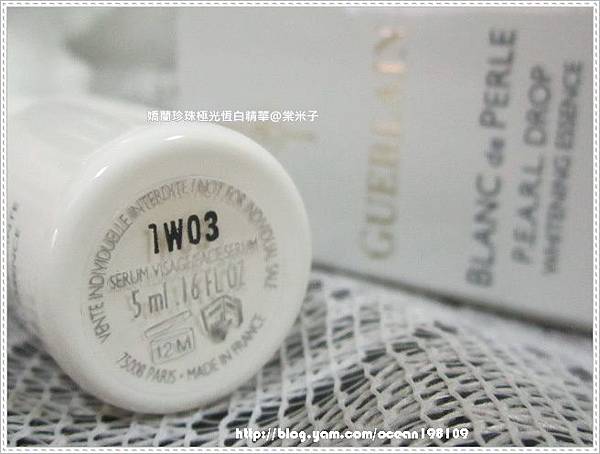 嬌蘭珍珠極光恆白精華@棠米子
GUERLAIN
BLANC de PERLE
P.E.A.R.L. DROP
WHITENING ESSENCE
VENTE INDIVIDUELLE INTERDITE / NOT FOR INDIVIDUAL SALE
1W03
SERUM VISAGE/FACE SERUM
5 ml .16 FL OZ
12 M
75008 PARIS • MADE IN FRANCE
https://blog.yam.com/ocean198109